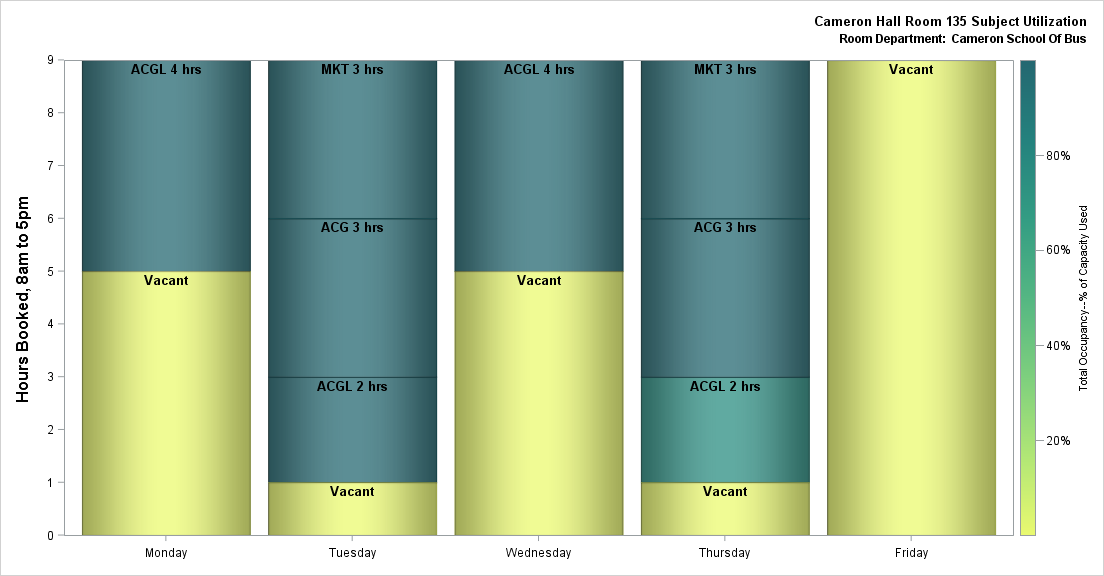 Cameron Hall Room 135 Subject Utilization
Room Department: Cameron School Of Bus
Hours Booked, 8am to 5pm
9
8
7
6
5
4
3
2
1
0
ACGL 4 hrs
Vacant
MKT 3 hrs
ACG 3 hrs
ACGL 2 hrs
Vacant
ACGL 4 hrs
Vacant
MKT 3 hrs
ACG 3 hrs
ACGL 2 hrs
Vacant
Vacant
Monday
Tuesday
Wednesday
Thursday
Friday
80%
60%
40%
20%
Total Occupancy--% of Capacity Used